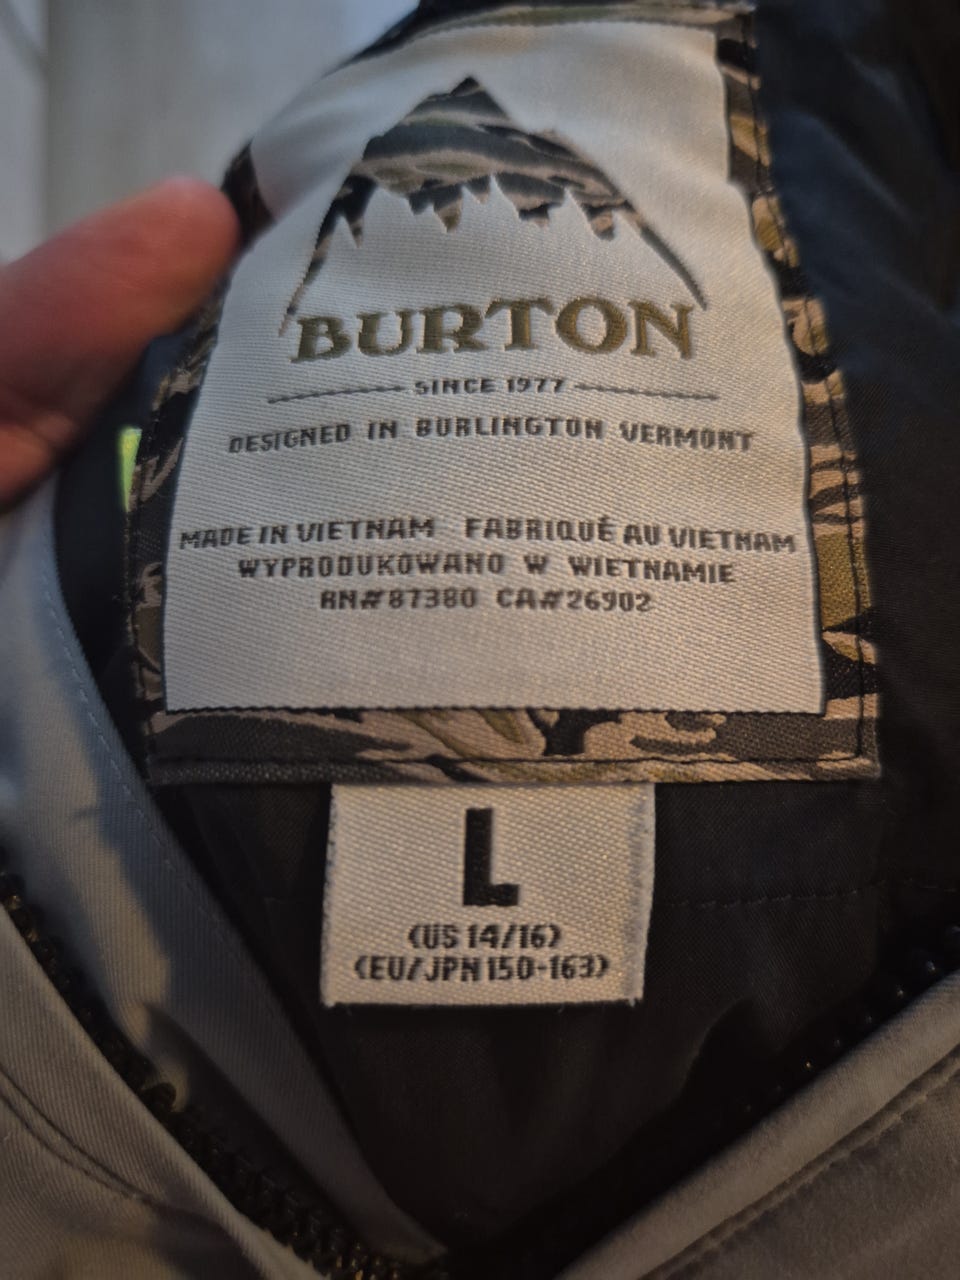 BURTON
SINCE 1977
DESIGNED IN BURLINGTON VERMONT
MADE IN VIETNAM FABRIQUÉ AU VIETNAM
WYPRODUKOWANO W WIETNAMIE
RN#87380 CA#26902
L
(US 14/16)
(EU/JPN 150-163)